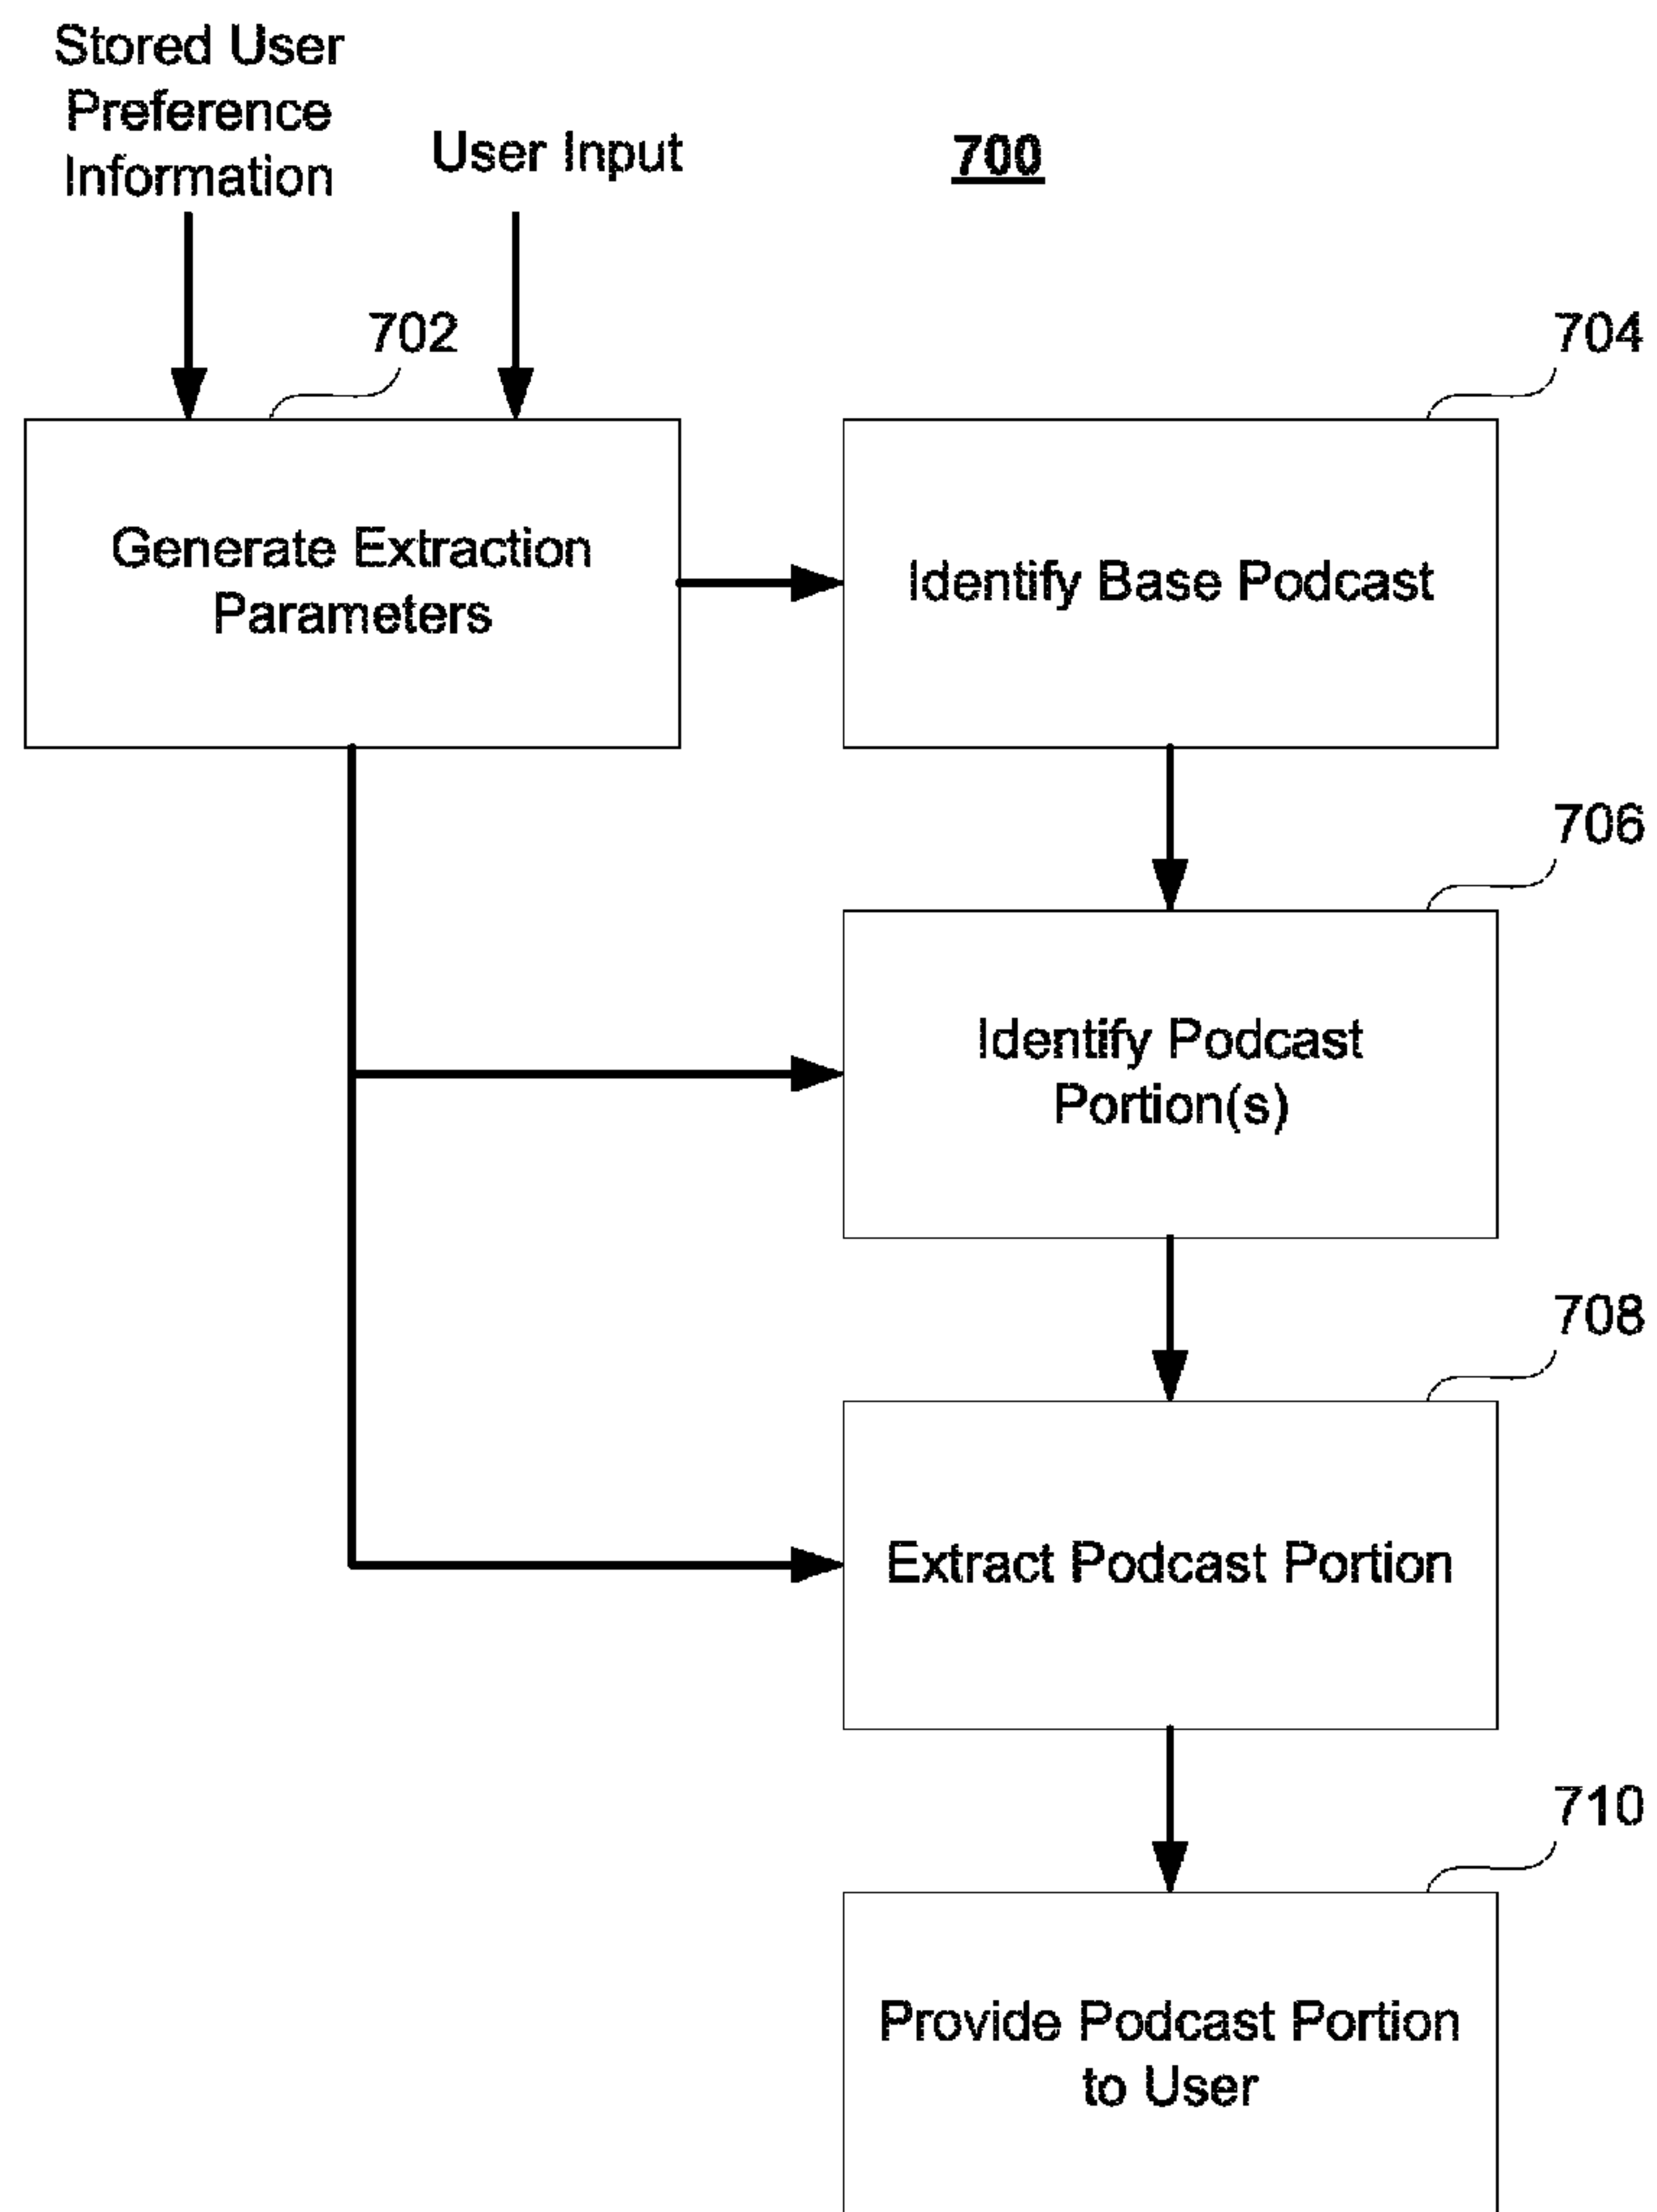 Stored User
Preference
Information
User Input
700
702
704
Generate Extraction
Parameters
Identify Base Podcast
706
Identify Podcast
Portion(s)
708
Extract Podcast Portion
710
Provide Podcast Portion
to User